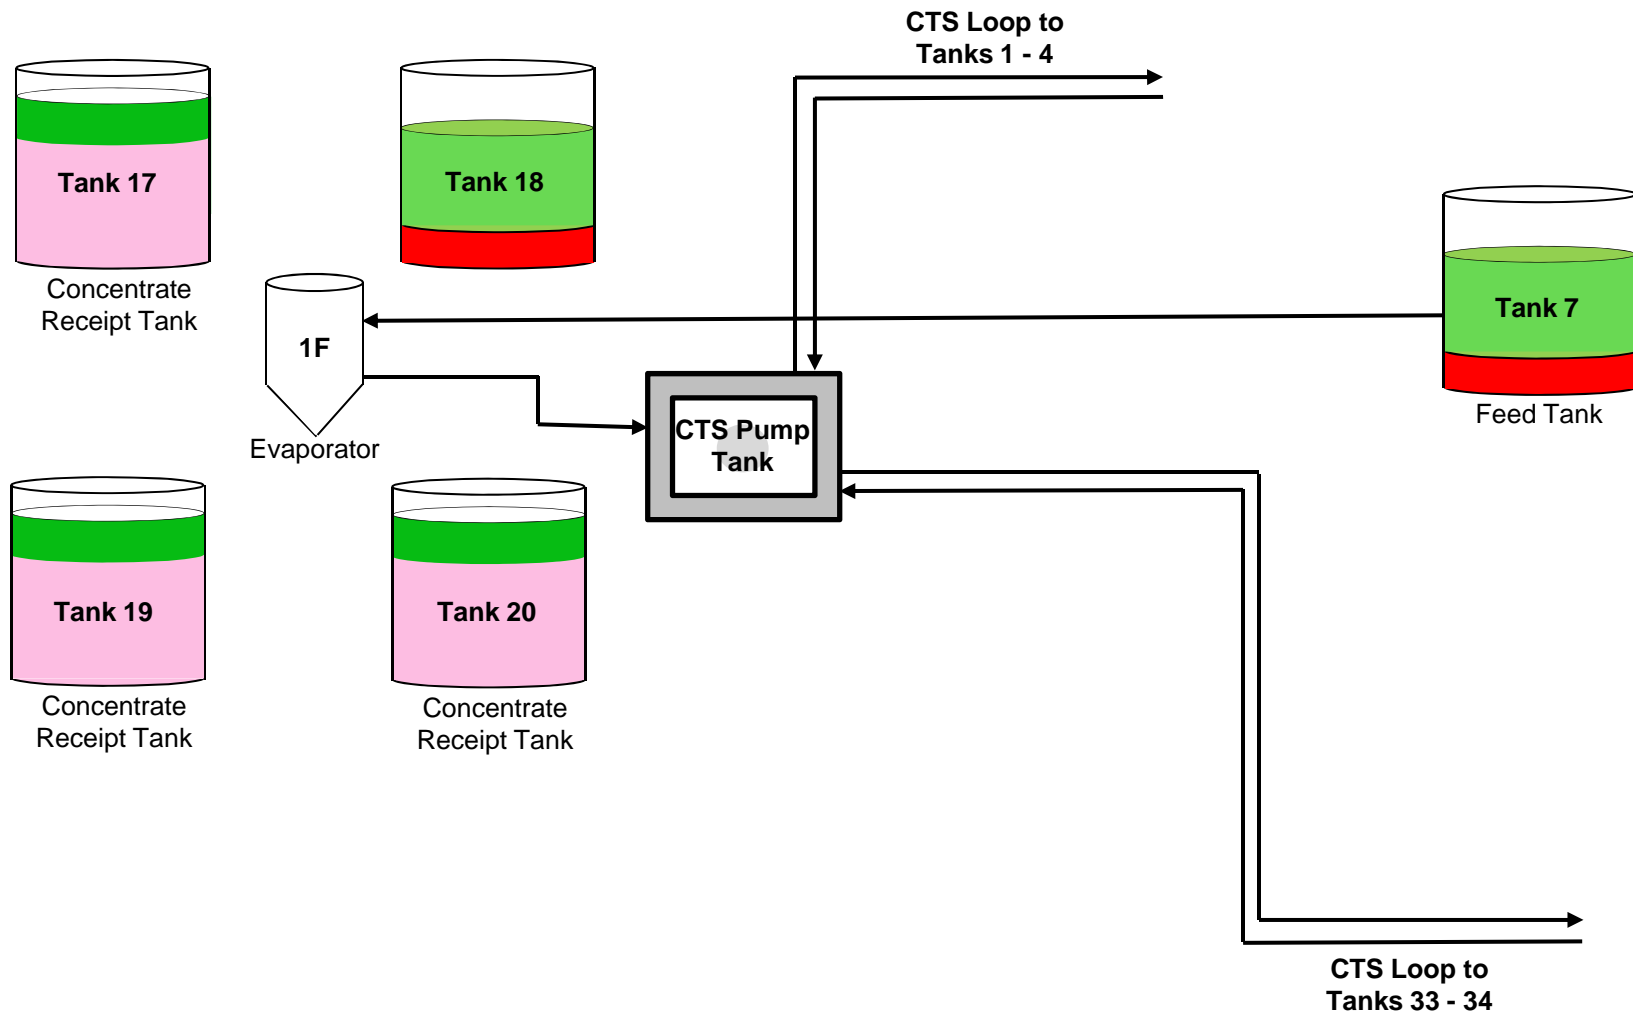 CTS Loop to
Tanks 1 - 4
Tank 17
Concentrate
Receipt Tank
Tank 18
Tank 7
Feed Tank
1F
Evaporator
CTS Pump
Tank
Tank 19
Concentrate
Receipt Tank
Tank 20
Concentrate
Receipt Tank
CTS Loop to
Tanks 33 - 34